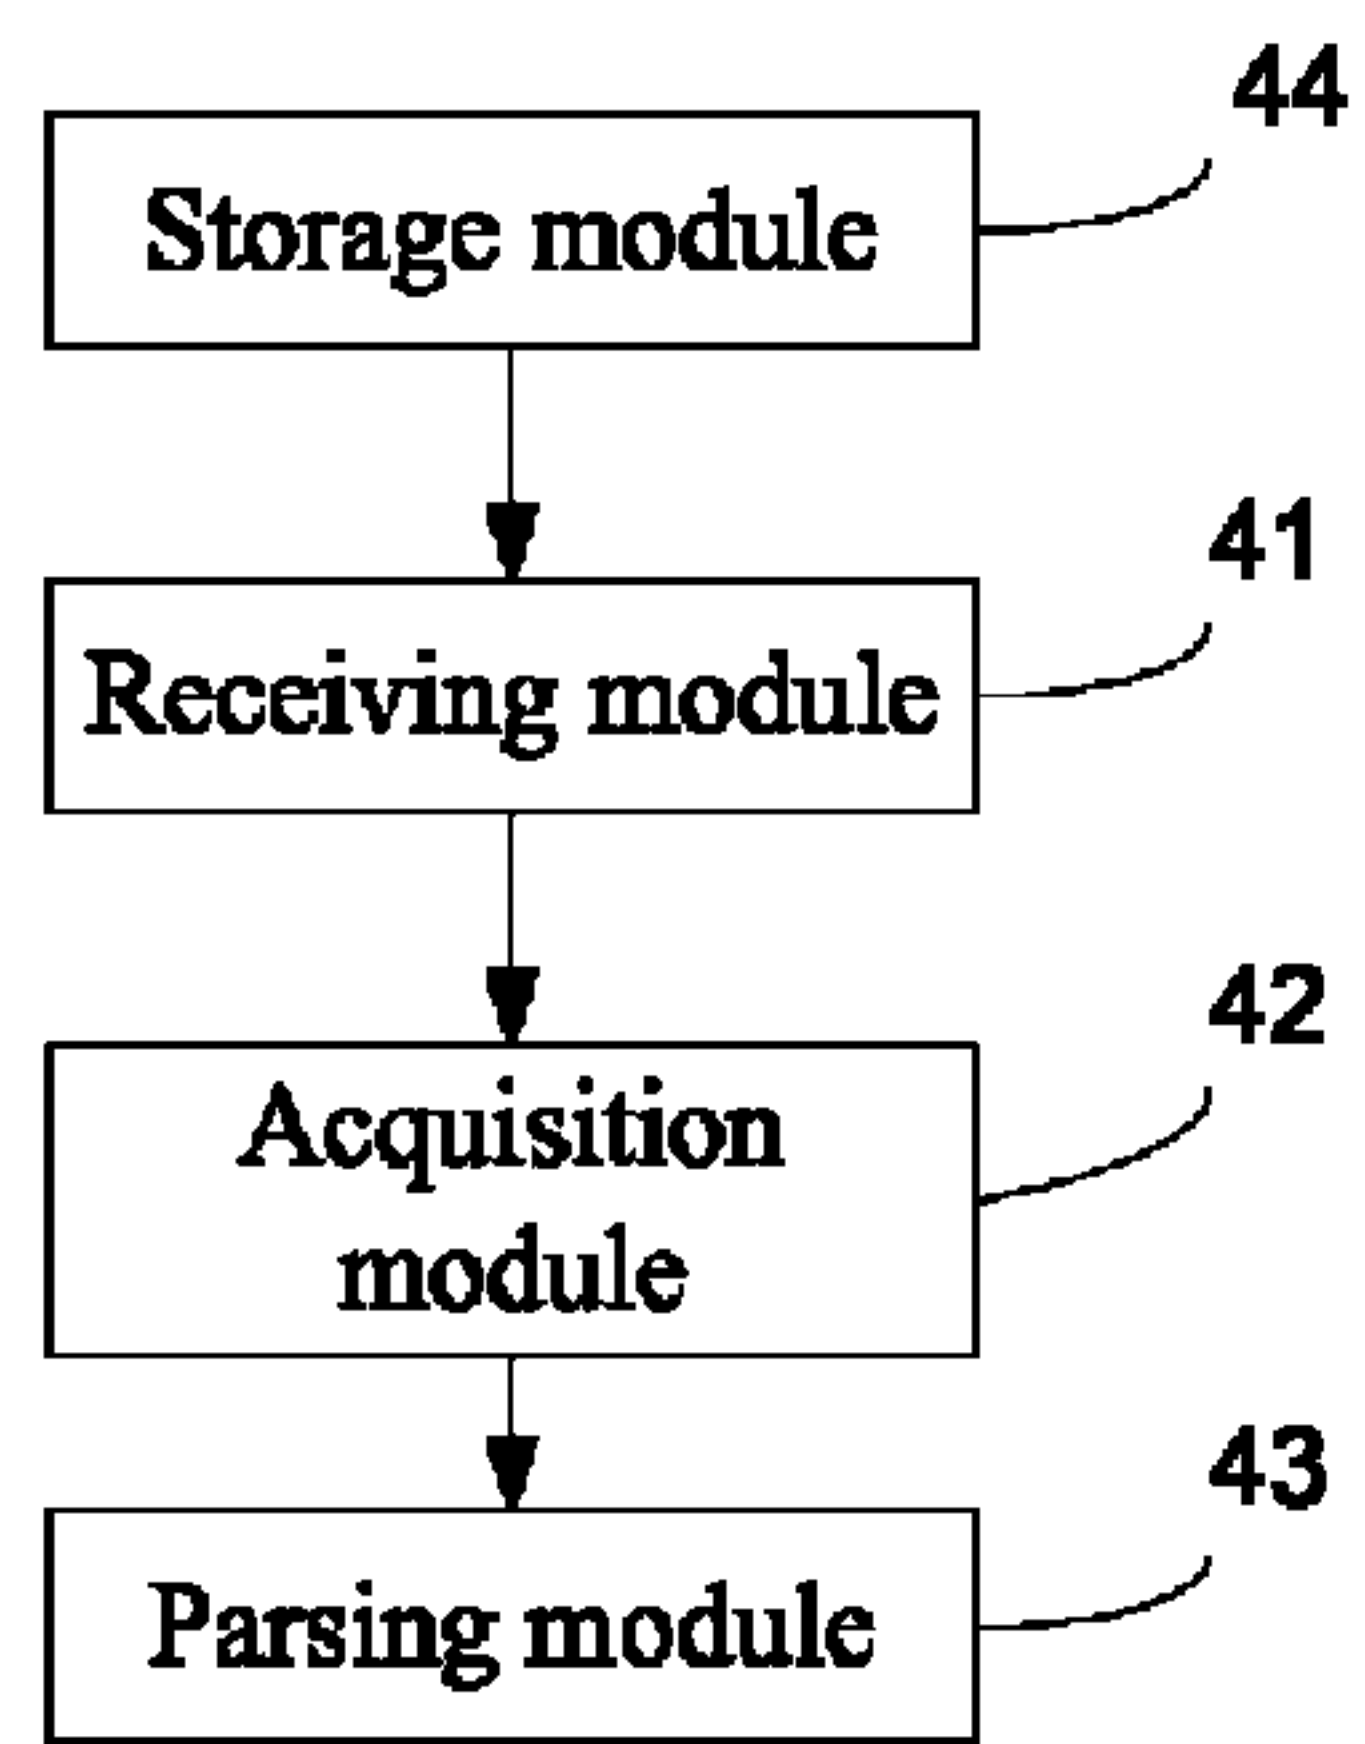 44
Storage module
41
Receiving module
42
Acquisition
module
43
Parsing module